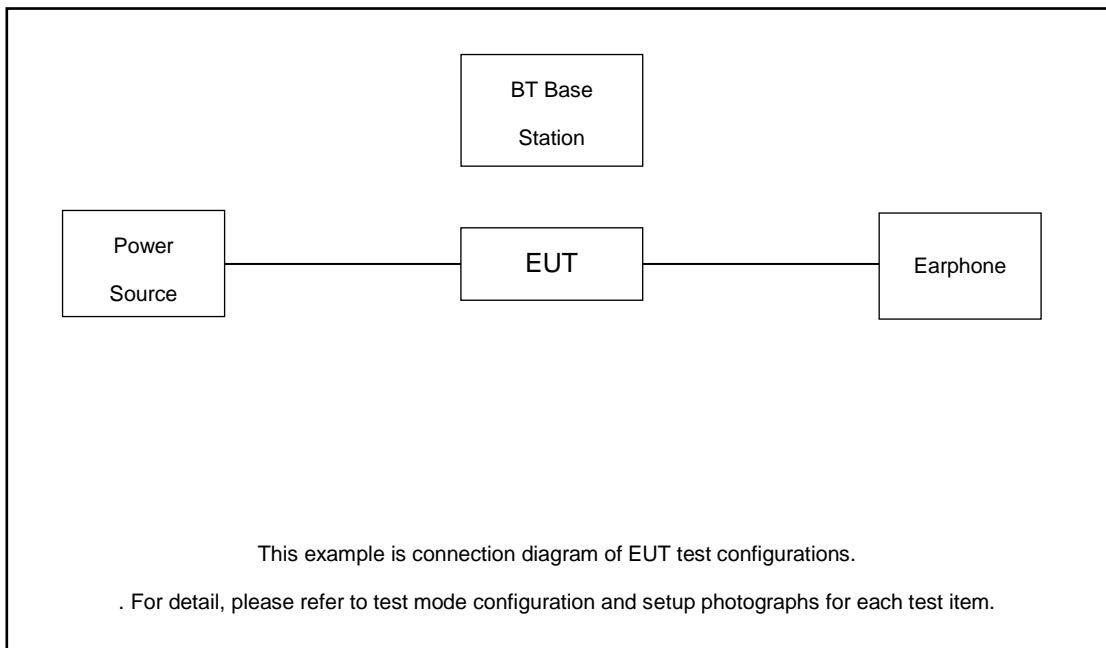 BT Base
Station
Power
Source
EUT
Earphone
This example is connection diagram of EUT test configurations.
. For detail, please refer to test mode configuration and setup photographs for each test item.